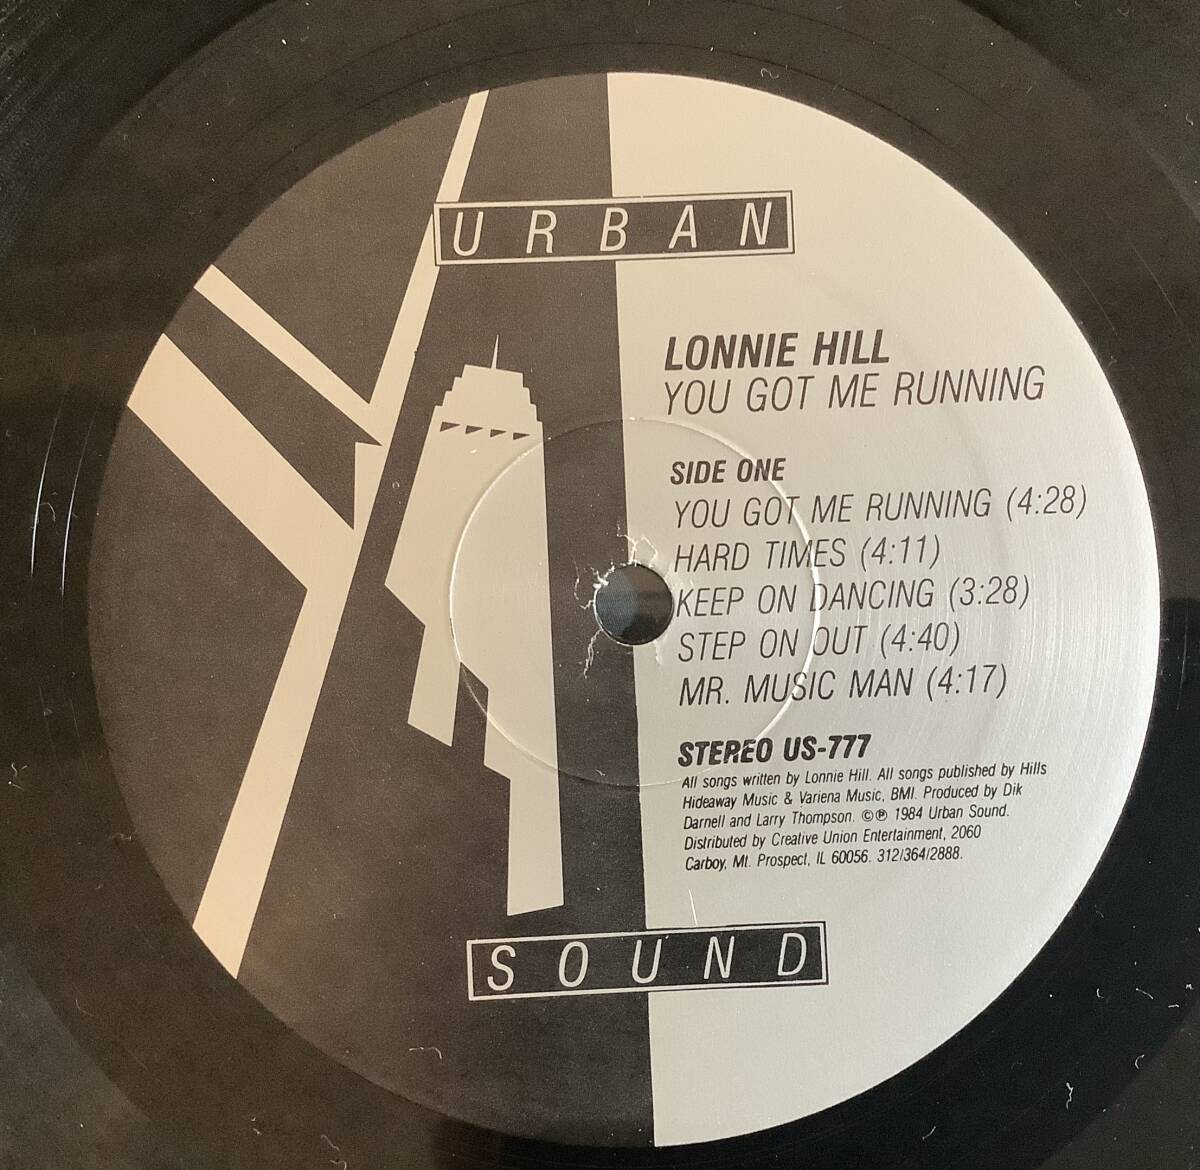 URBAN
LONNIE HILL
YOU GOT ME RUNNING
SIDE ONE
YOU GOT ME RUNNING (4:28)
HARD TIMES (4:11)
KEEP ON DANCING (3:28)
STEP ON OUT (4:40)
MR. MUSIC MAN (4:17)
STEREO US-777
All songs written by Lonnie Hill. All songs published by Hills
Hideaway Music & Variena Music, BMI. Produced by Dik
Darnell and Larry Thompson. ©℗ 1984 Urban Sound.
Distributed by Creative Union Entertainment, 2060
Carboy, Mt. Prospect, IL 60056. 312/364/2888.
SOUND